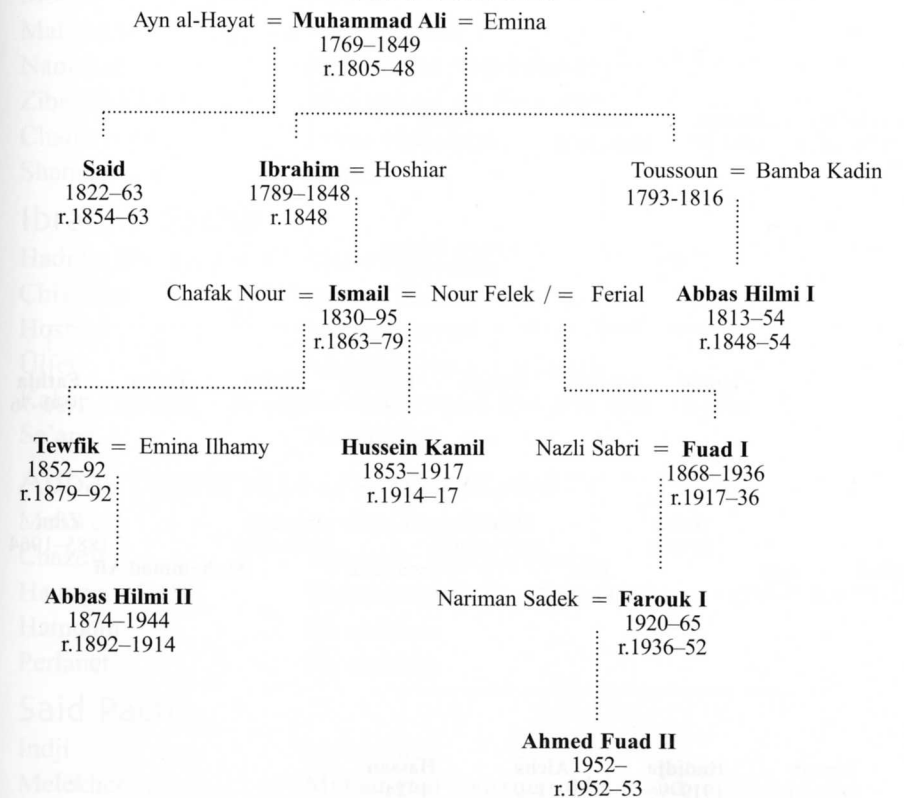 Ayn al-Hayat = Muhammad Ali = Emina
1769–1849
r.1805–48
Said
1822–63
r.1854–63
Ibrahim = Hoshiar
1789–1848
r.1848
Toussoun = Bamba Kadin
1793-1816
Chafak Nour = Ismail = Nour Felek / = Ferial
1830–95
r.1863–79
Abbas Hilmi I
1813–54
r.1848–54
Tewfik = Emina Ilhamy
1852–92
r.1879–92
Hussein Kamil
1853–1917
r.1914–17
Nazli Sabri = Fuad I
1868–1936
r.1917–36
Abbas Hilmi II
1874–1944
r.1892–1914
Nariman Sadek = Farouk I
1920–65
r.1936–52
Ahmed Fuad II
1952–
r.1952–53
Said Pa
Indji